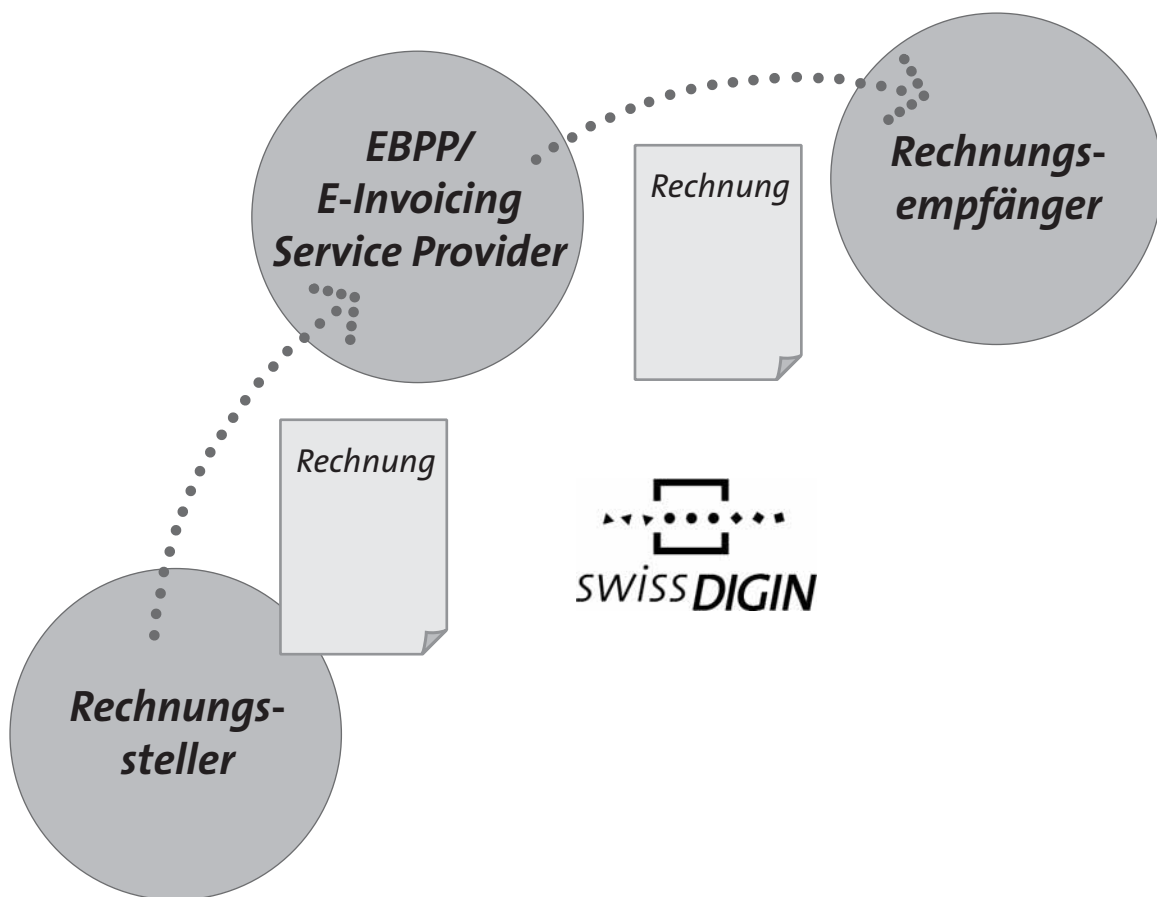 EBPP/
E-Invoicing
Service Provider
Rechnung
Rechnungs-
empfänger
Rechnung
swissDIGIN
Rechnungs-
steller